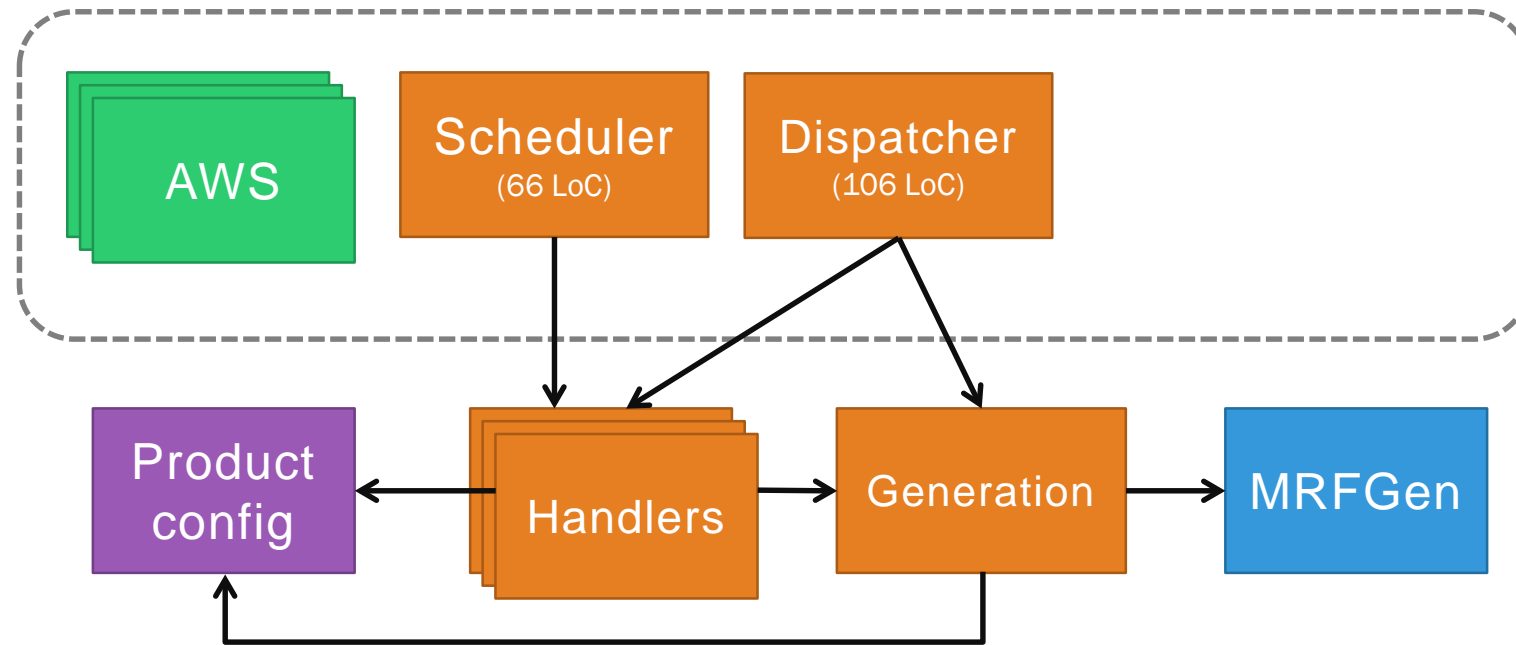 AWS
Scheduler
(66 LoC)
Dispatcher
(106 LoC)
Product
config
Handlers
Generation
MRFGen